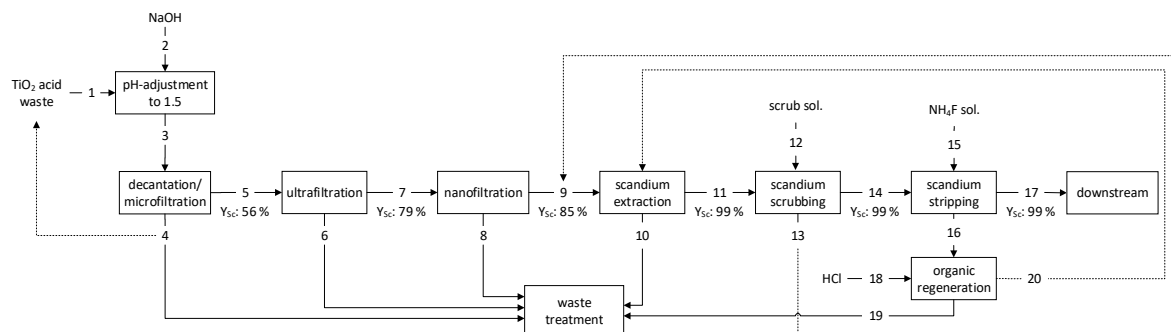 NaOH
2
TiO₂ acid
waste
1
pH-adjustment
to 1.5
3
scrub sol.
12
NH₄F sol.
15
decantation/
microfiltration
5
Y_Sc: 56 %
ultrafiltration
7
Y_Sc: 79 %
nanofiltration
9
Y_Sc: 85 %
scandium
extraction
11
Y_Sc: 99 %
scandium
scrubbing
14
Y_Sc: 99 %
scandium
stripping
17
Y_Sc: 99 %
downstream
4
6
8
10
13
16
HCl
18
organic
regeneration
20
waste
treatment
19